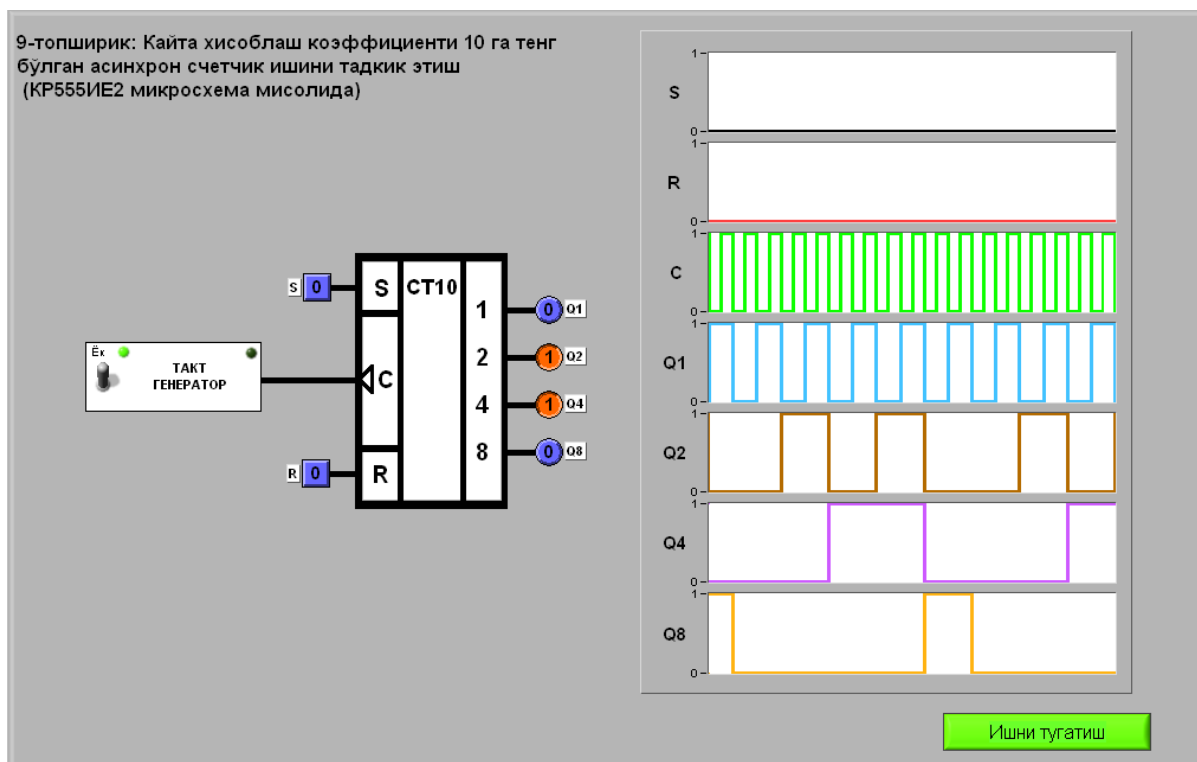 9-топширик: Кайта хисоблаш коэффициенти 10 га тенг
бўлган асинхрон счетчик ишини тадкик этиш
(КР555ИЕ2 микросхема мисолида)
S 0
S
CT10
1
0 Q1
2
1 Q2
Ёк
ТАКТ
ГЕНЕРАТОР
C
4
1 Q4
8
0 Q8
R 0
R
1
S
0
1
R
0
1
C
0
1
Q1
0
1
Q2
0
1
Q4
0
1
Q8
0
Ишни тугатиш